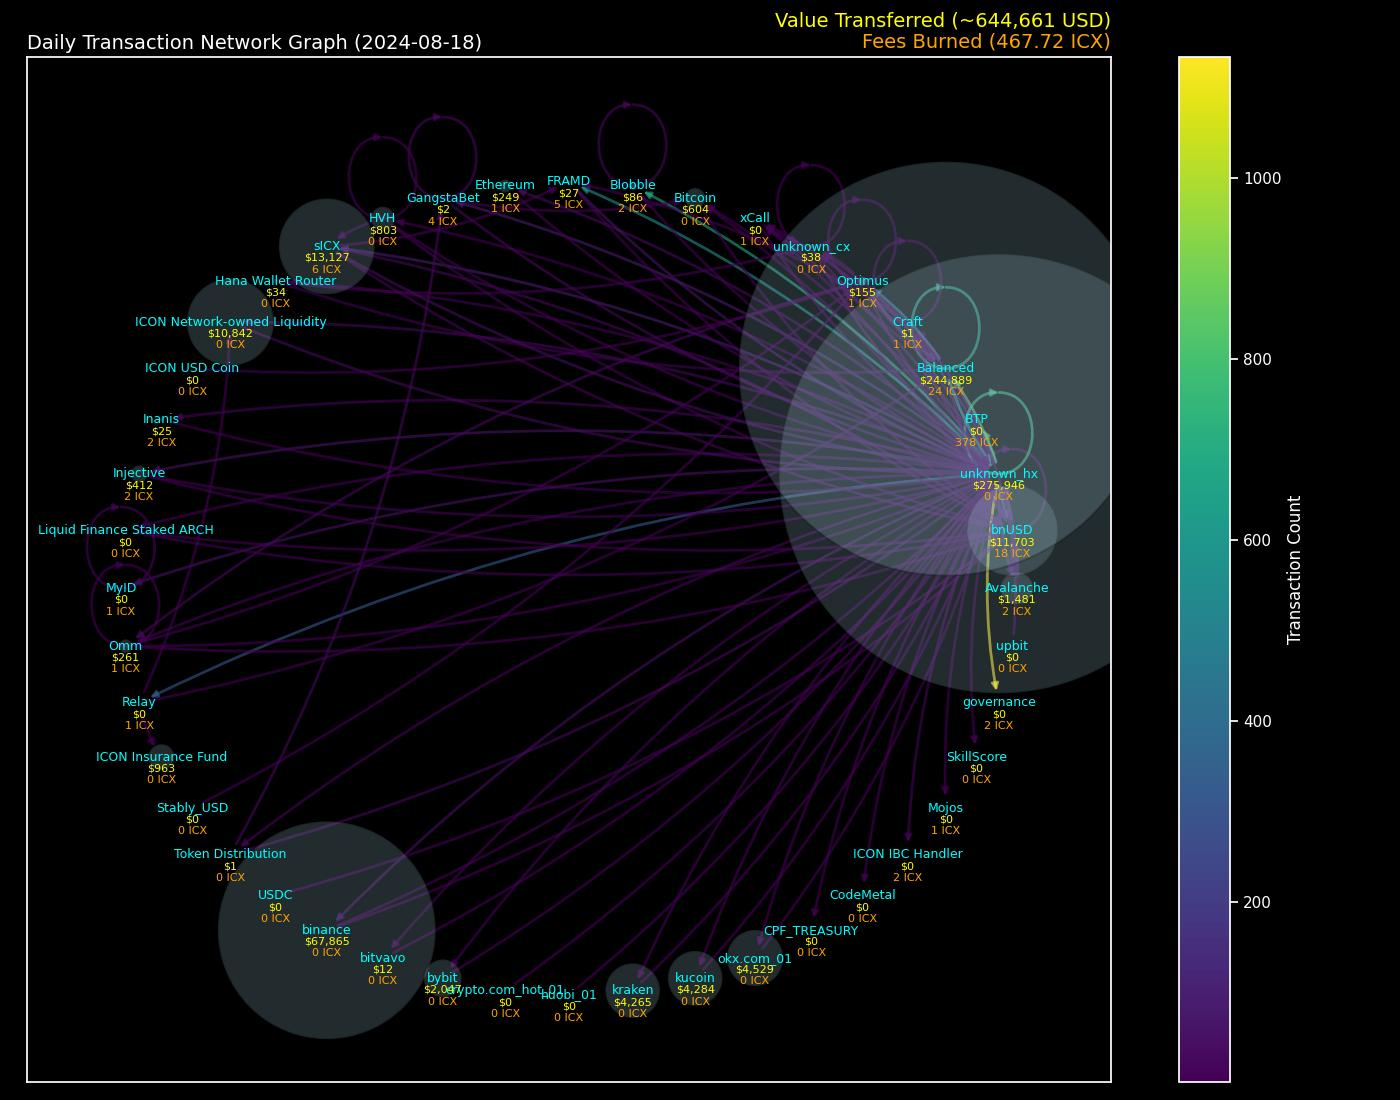 Value Transferred (~644,661 USD)
Daily Transaction Network Graph (2024-08-18)
Fees Burned (467.72 ICX)
FRAMD
$27
5 ICX
Ethereum
$249
1 ICX
Blobble
$86
2 ICX
GangstaBet
$2
4 ICX
Bitcoin
$604
0 ICX
HVH
$803
0 ICX
xCall
$0
1 ICX
sICX
$13,127
6 ICX
unknown_cx
$38
0 ICX
Hana Wallet Router
$34
0 ICX
Optimus
$155
1 ICX
ICON Network-owned Liquidity
$10,842
0 ICX
Craft
$1
1 ICX
ICON USD Coin
$0
0 ICX
Balanced
$244,889
24 ICX
Inanis
$25
2 ICX
BTP
$0
378 ICX
Injective
$412
2 ICX
unknown_hx
$275,946
0 ICX
Liquid Finance Staked ARCH
$0
0 ICX
bnUSD
$11,703
18 ICX
MyID
$0
1 ICX
Avalanche
$1,481
2 ICX
Omm
$261
1 ICX
upbit
$0
0 ICX
Relay
$0
1 ICX
governance
$0
2 ICX
ICON Insurance Fund
$963
0 ICX
SkillScore
$0
0 ICX
Stably_USD
$0
0 ICX
Mojos
$0
1 ICX
Token Distribution
$1
0 ICX
ICON IBC Handler
$0
2 ICX
USDC
$0
0 ICX
CodeMetal
$0
0 ICX
binance
$67,865
0 ICX
CPF_TREASURY
$0
0 ICX
bitvavo
$12
0 ICX
okx.com_01
$4,529
0 ICX
bybit
$2,047
0 ICX
kucoin
$4,284
0 ICX
crypto.com_hot_01
$0
0 ICX
huobi_01
$0
0 ICX
kraken
$4,265
0 ICX
1000
800
600
400
200
Transaction Count